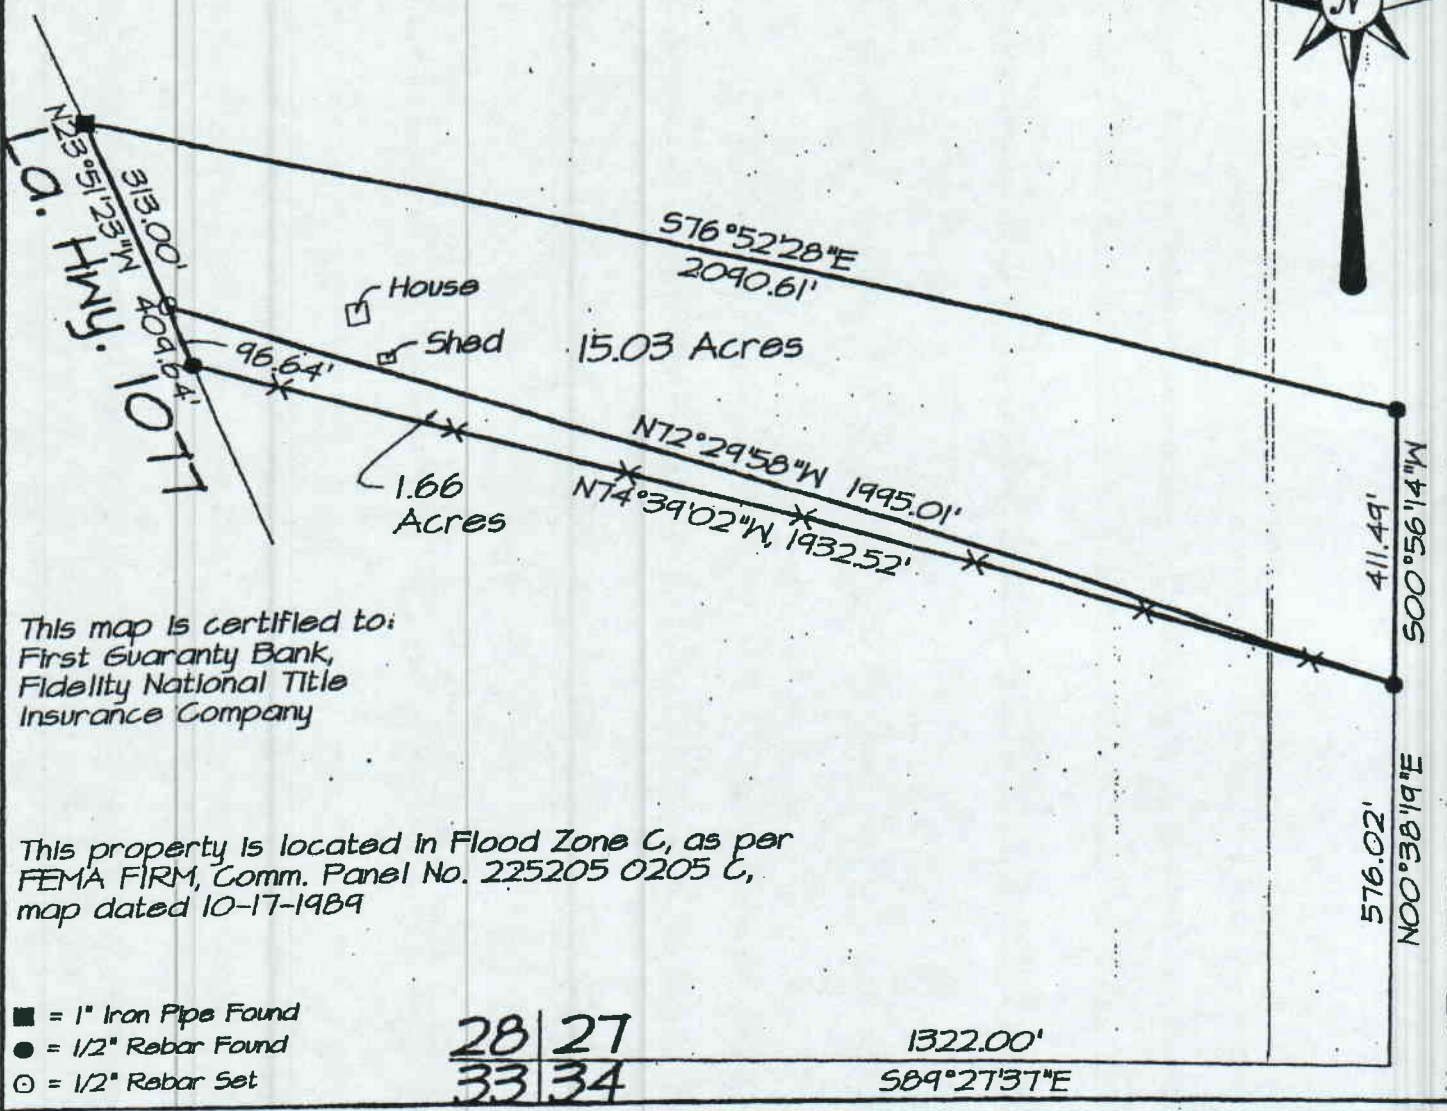 N
La. Hwy. 1077
N23°51'23"W 409.64'
313.00'
96.64'
House
Shed
15.03 Acres
S76°52'28"E
2090.61'
N72°29'58"W 1995.01'
N74°39'02"W, 1932.52'
1.66
Acres
411.49'
S00°56'14"W
This map is certified to:
First Guaranty Bank,
Fidelity National Title
Insurance Company
576.02'
N00°38'19"E
This property is located in Flood Zone C, as per
FEMA FIRM, Comm. Panel No. 225205 0205 C,
map dated 10-17-1989
= 1" Iron Pipe Found
= 1/2" Rebar Found
= 1/2" Rebar Set
28 27
33 34
1322.00'
S89°27'37"E